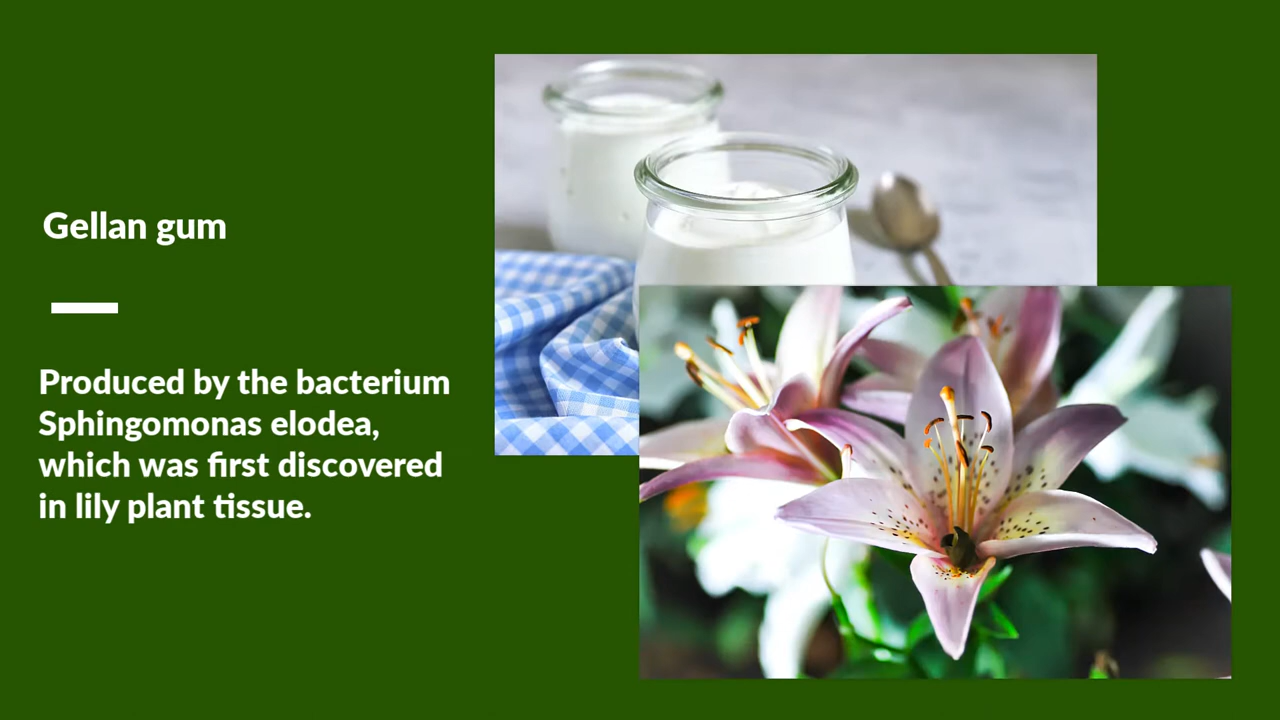 Gellan gum
Produced by the bacterium
Sphingomonas elodea,
which was first discovered
in lily plant tissue.